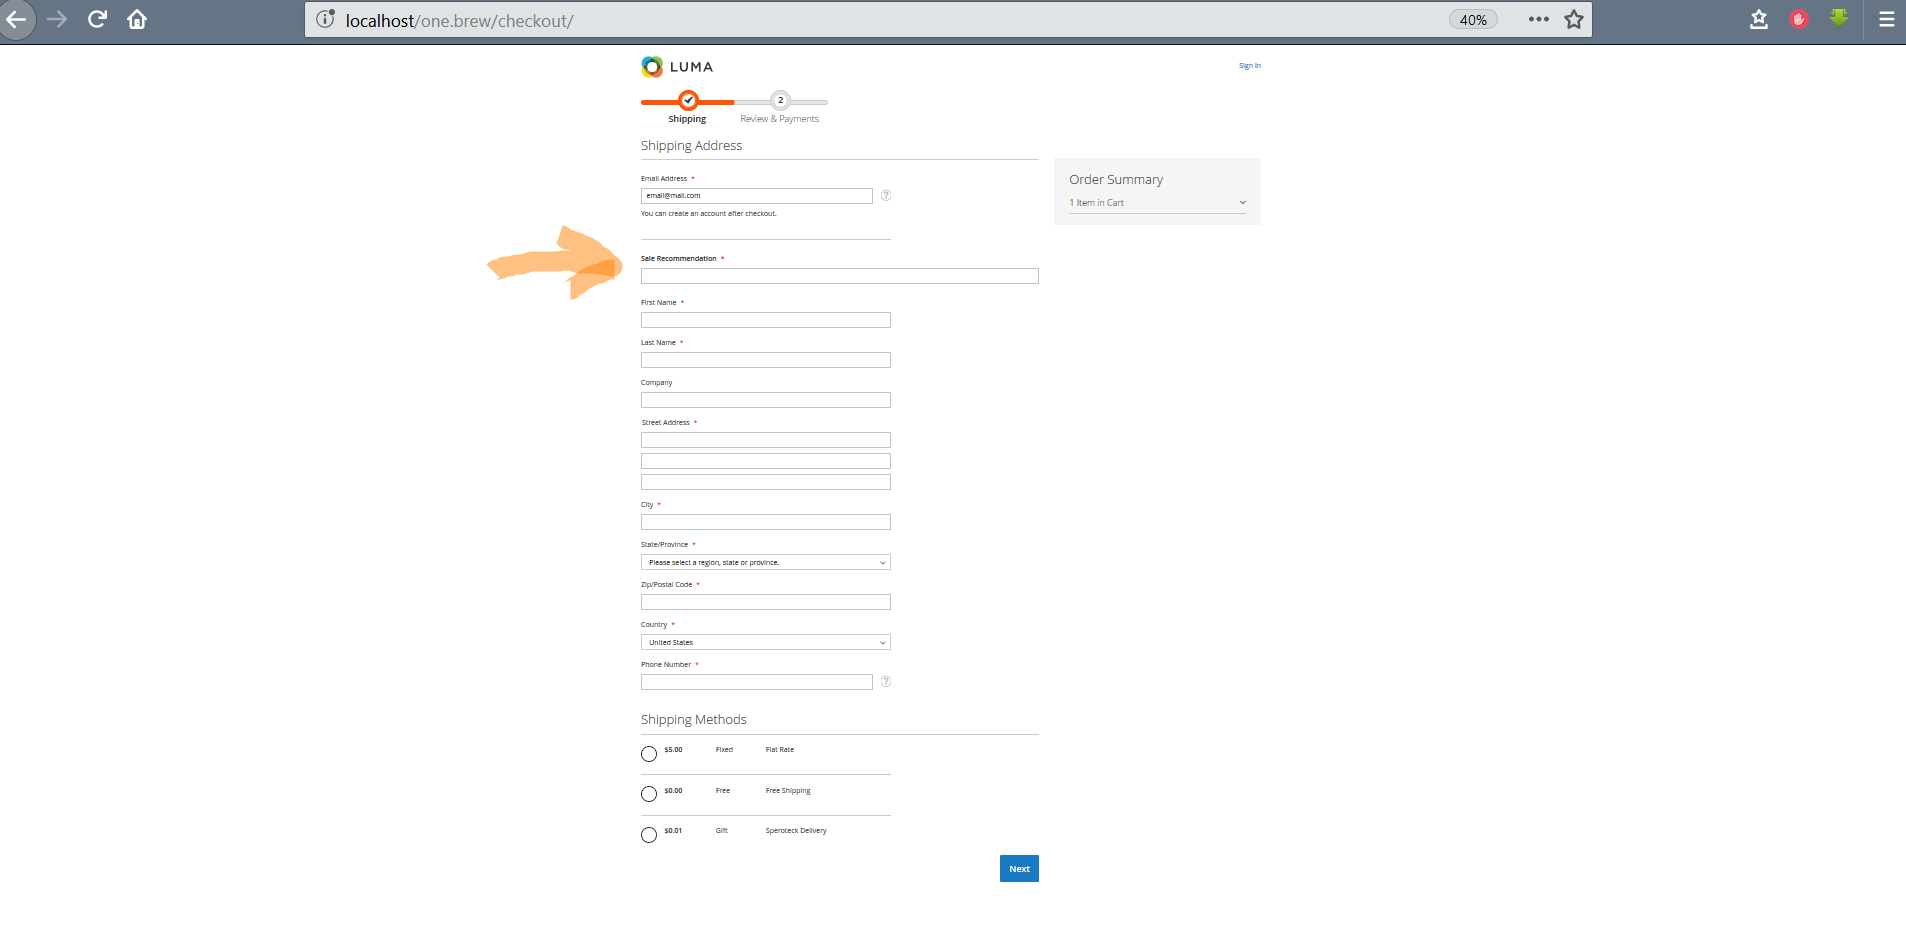 localhost/one.brew/checkout/
40%
LUMA
Sign In
2
Shipping
Review & Payments
Shipping Address
Order Summary
1 Item in Cart
Email Address *
email@mail.com
?
You can create an account after checkout.
Sale Recommendation *
First Name *
Last Name *
Company
Street Address *
City *
State/Province *
Please select a region, state or province.
Zip/Postal Code *
Country *
United States
Phone Number *
?
Shipping Methods
$5.00 Fixed Flat Rate
$0.00 Free Free Shipping
$0.01 Gift Speroteck Delivery
Next